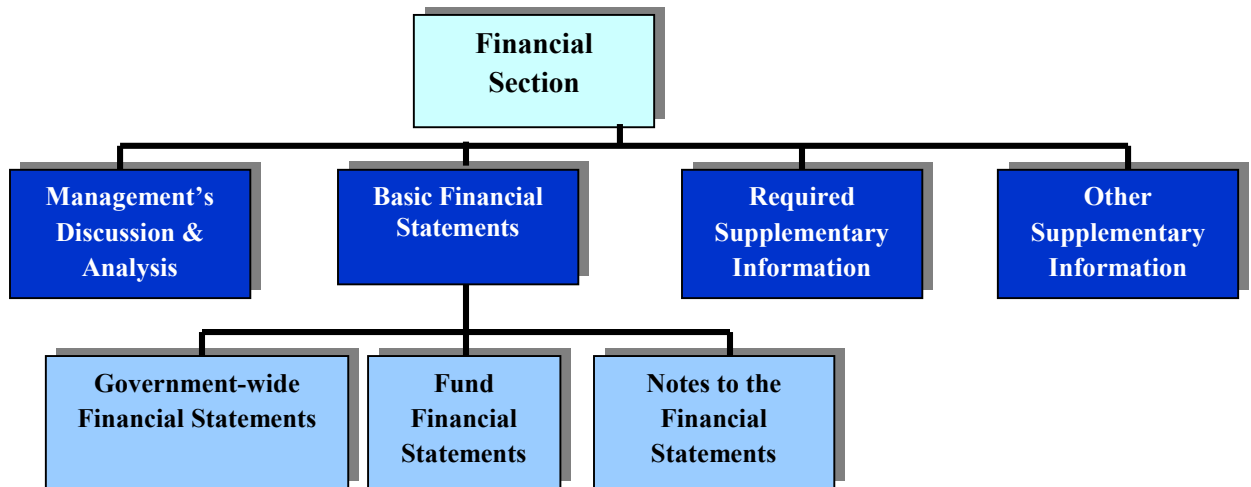 Financial
Section
Management’s
Discussion &
Analysis
Basic Financial
Statements
Required
Supplementary
Information
Other
Supplementary
Information
Government-wide
Financial Statements
Fund
Financial
Statements
Notes to the
Financial
Statements